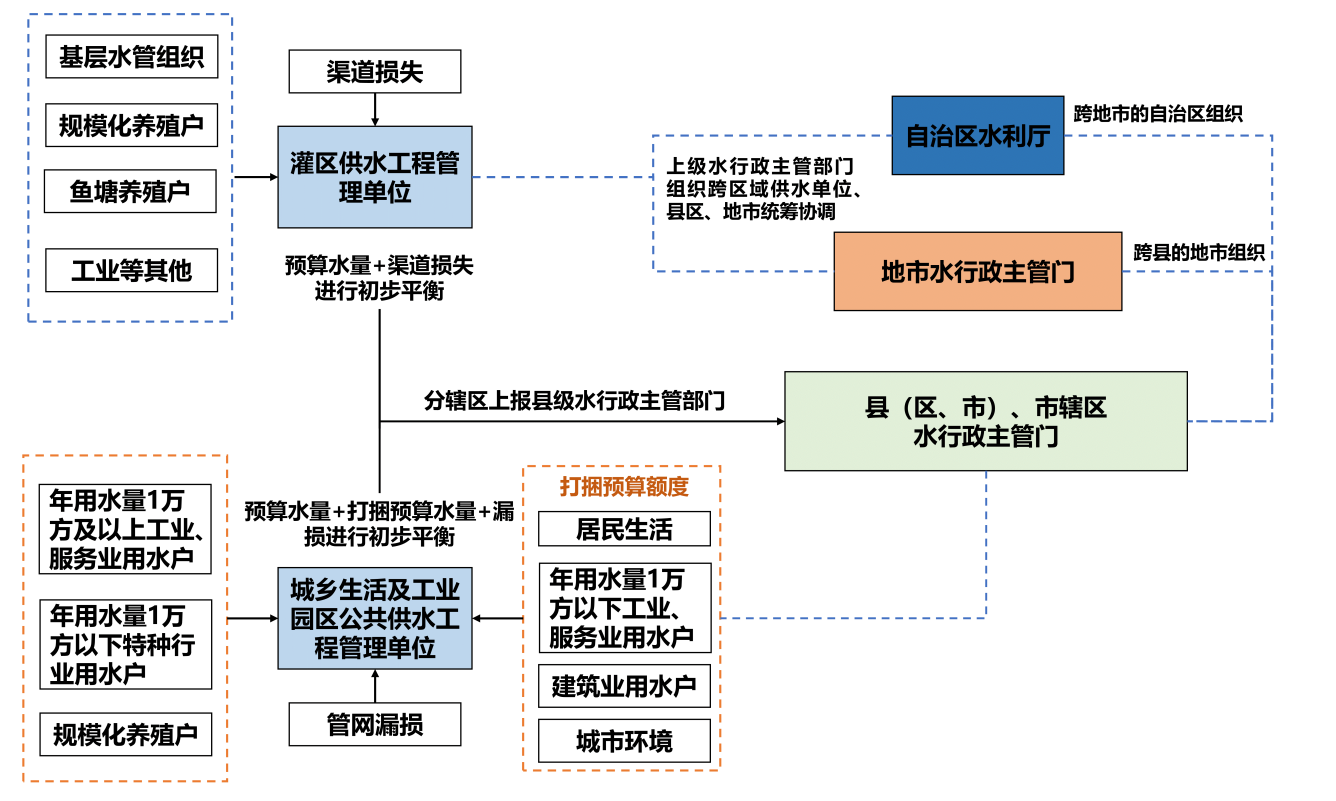 基层水管组织
规模化养殖户
鱼塘养殖户
工业等其他
渠道损失
灌区供水工程管
理单位
预算水量+渠道损失
进行初步平衡
上级水行政主管部门
组织跨区域供水单位、
县区、地市统筹协调
自治区水利厅
跨地市的自治区组织
地市水行政主管门
跨县的地市组织
分辖区上报县级水行政主管部门
县（区、市）、市辖区
水行政主管门
年用水量1万
方及以上工业、
服务业用水户
年用水量1万
方以下特种行
业用水户
规模化养殖户
预算水量+打捆预算水量+漏
损进行初步平衡
城乡生活及工业
园区公共供水工
程管理单位
管网漏损
打捆预算额度
居民生活
年用水量1万
方以下工业、
服务业用水户
建筑业用水户
城市环境